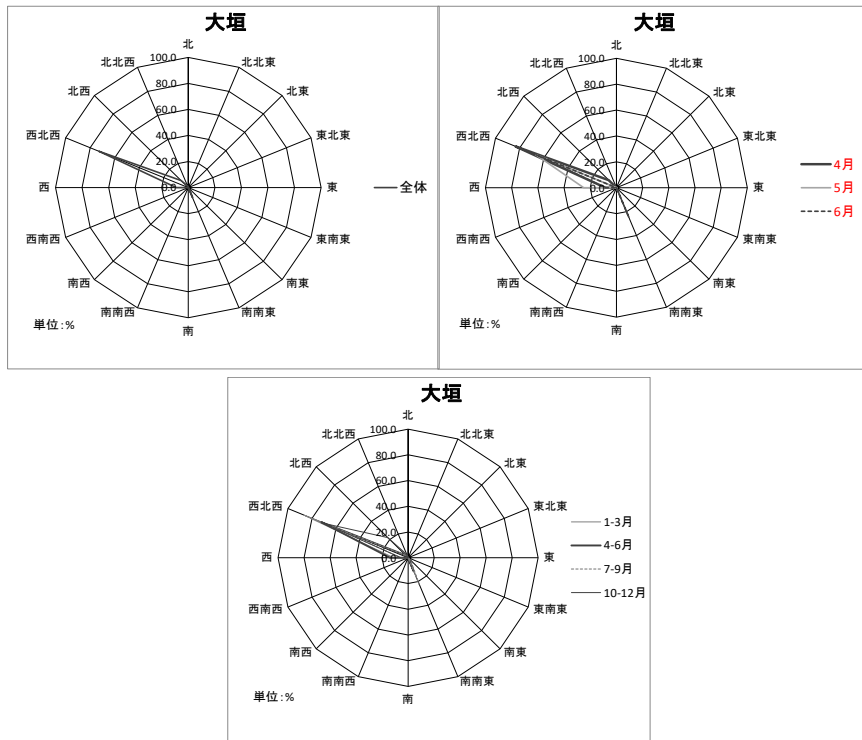 大垣
北
北北東
北東
東北東
東
東南東
南東
南南東
南
南南西
南西
西南西
西
西北西
北西
北北西
100.0
80.0
60.0
40.0
20.0
0.0
全体
単位:%
大垣
北
北北東
北東
東北東
東
東南東
南東
南南東
南
南南西
南西
西南西
西
西北西
北西
北北西
100.0
80.0
60.0
40.0
20.0
0.0
4月
5月
6月
単位:%
大垣
北
北北東
北東
東北東
東
東南東
南東
南南東
南
南南西
南西
西南西
西
西北西
北西
北北西
100.0
80.0
60.0
40.0
20.0
0.0
1-3月
4-6月
7-9月
10-12月
単位:%